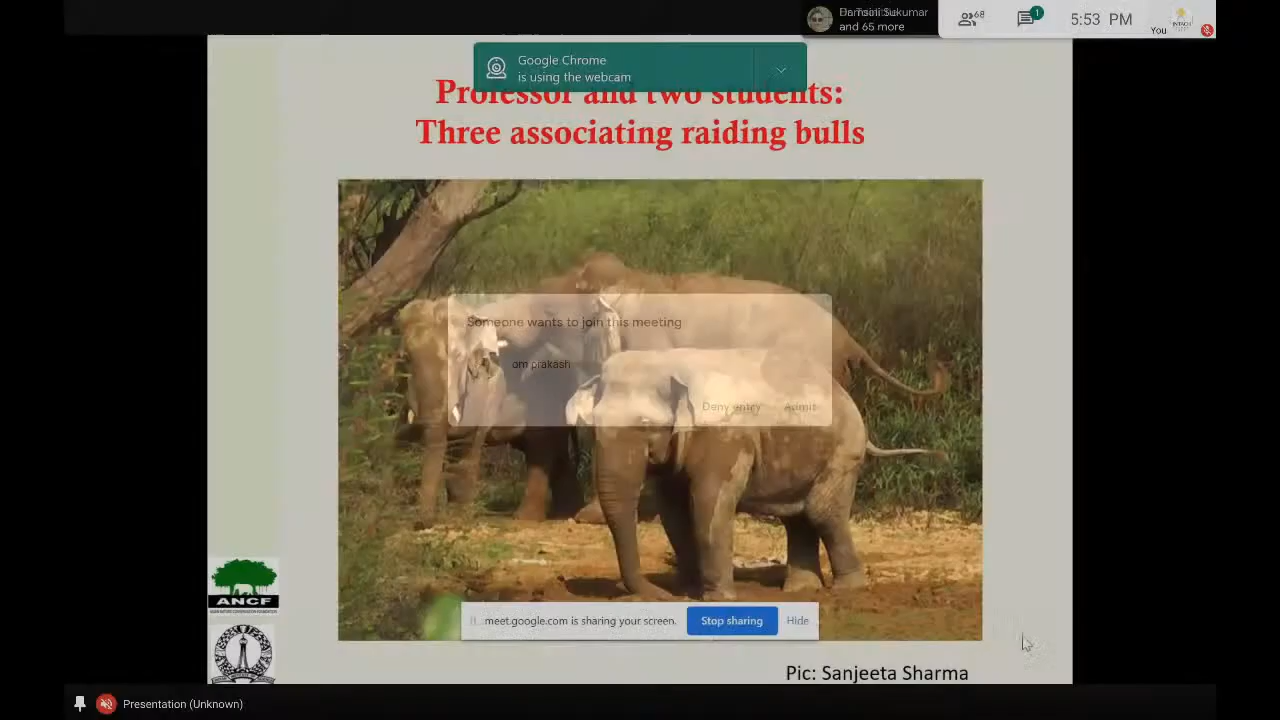 and 65 more
68
1
5:53 PM
You
Google Chrome
is using the webcam
Professor and two students:
Three associating raiding bulls
Someone wants to join this meeting
om prakash
Deny entry Admit
ANCF
meet.google.com is sharing your screen. Stop sharing Hide
Pic: Sanjeeta Sharma
Presentation (Unknown)